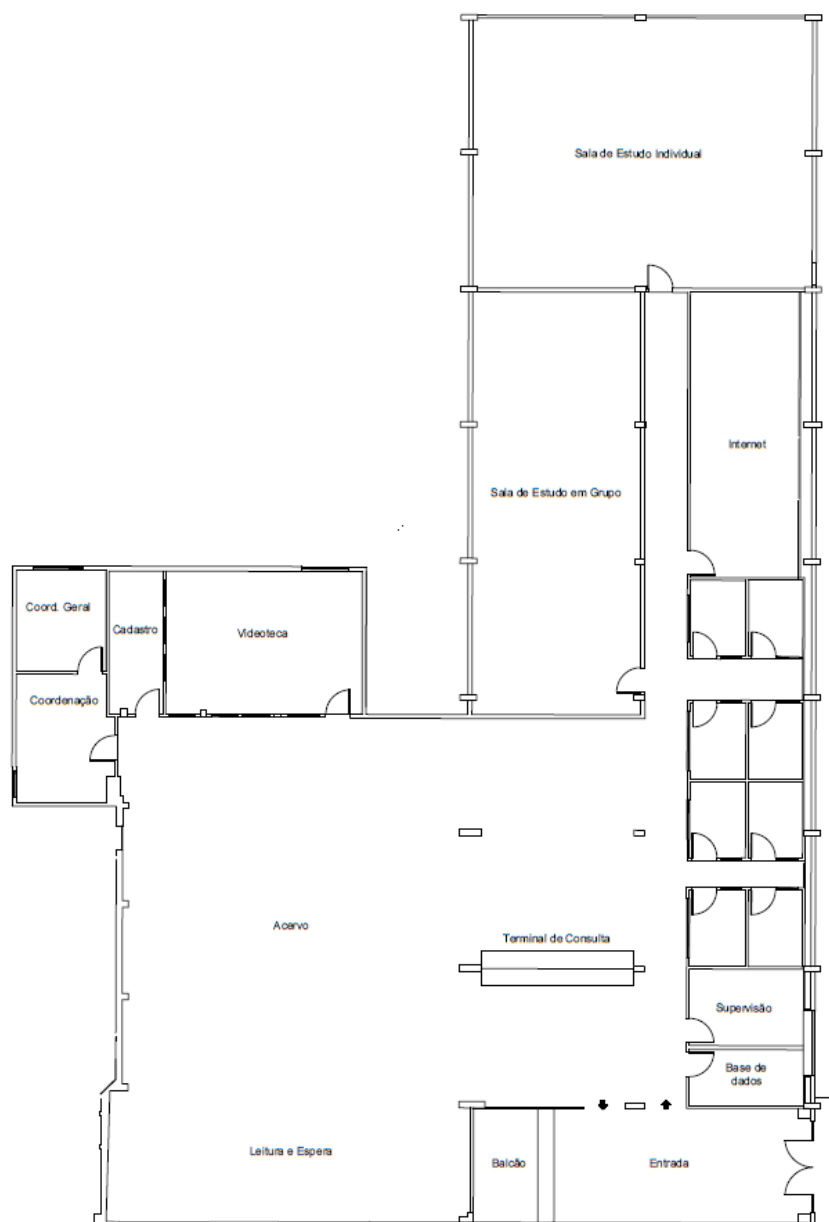 Sala de Estudo Individual
Internet
Sala de Estudo em Grupo
Coord. Geral
Cadastro
Videoteca
Coordenação
Acervo
Terminal de Consulta
Supervisão
Base de
dados
Leitura e Espera
Balcão
Entrada